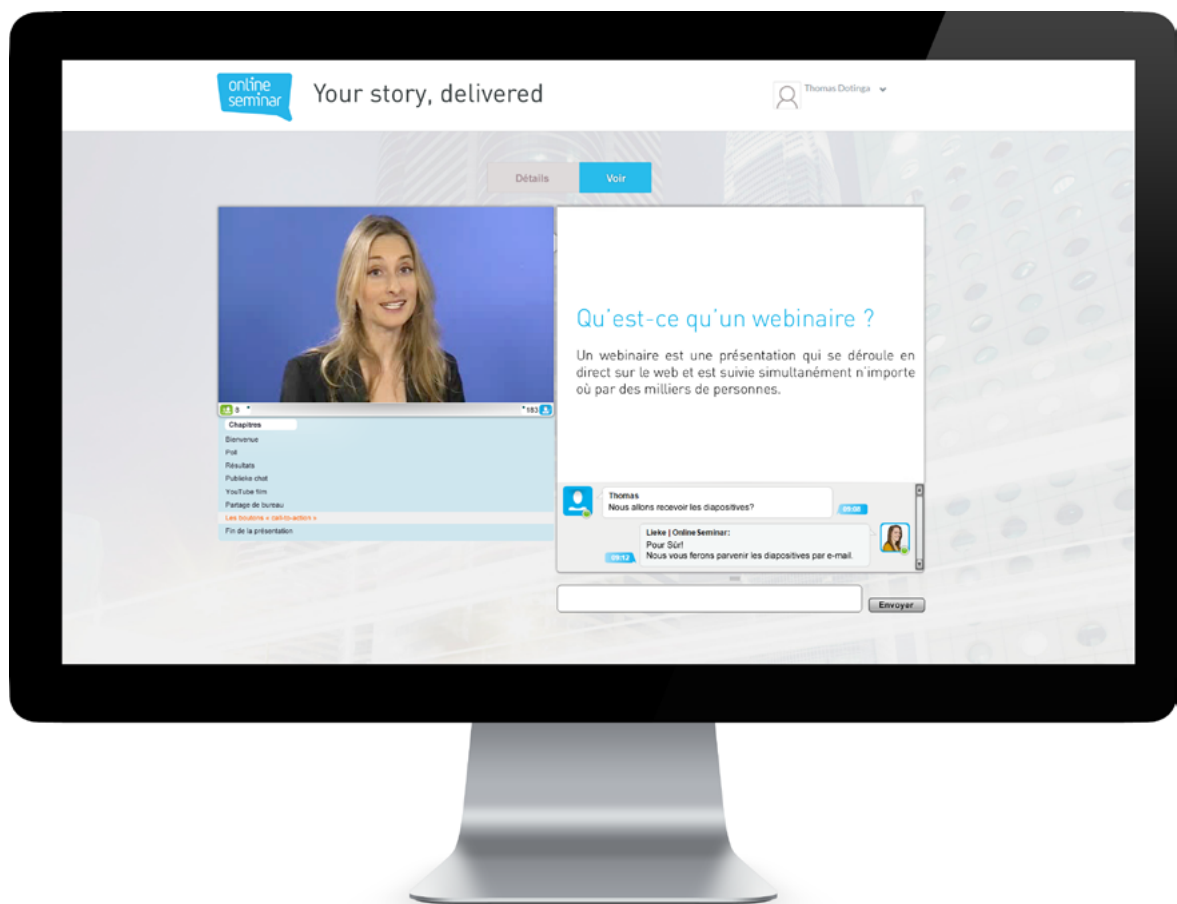 online
seminar
Your story, delivered
Thomas Dotinga
Détails
Voir
Qu'est-ce qu'un webinaire ?
Un webinaire est une présentation qui se déroule en
direct sur le web et est suivie simultanément n'importe
où par des milliers de personnes.
8
183
Chapitres
Bienvenue
Poll
Résultats
Publieke chat
YouTube film
Partage de bureau
Les boutons « call-to-action »
Fin de la présentation
Thomas
Nous allons recevoir les diapositives?
09:08
Lieke | OnlineSeminar:
Pour Sûr!
Nous vous ferons parvenir les diapositives par e-mail.
09:12
Envoyer